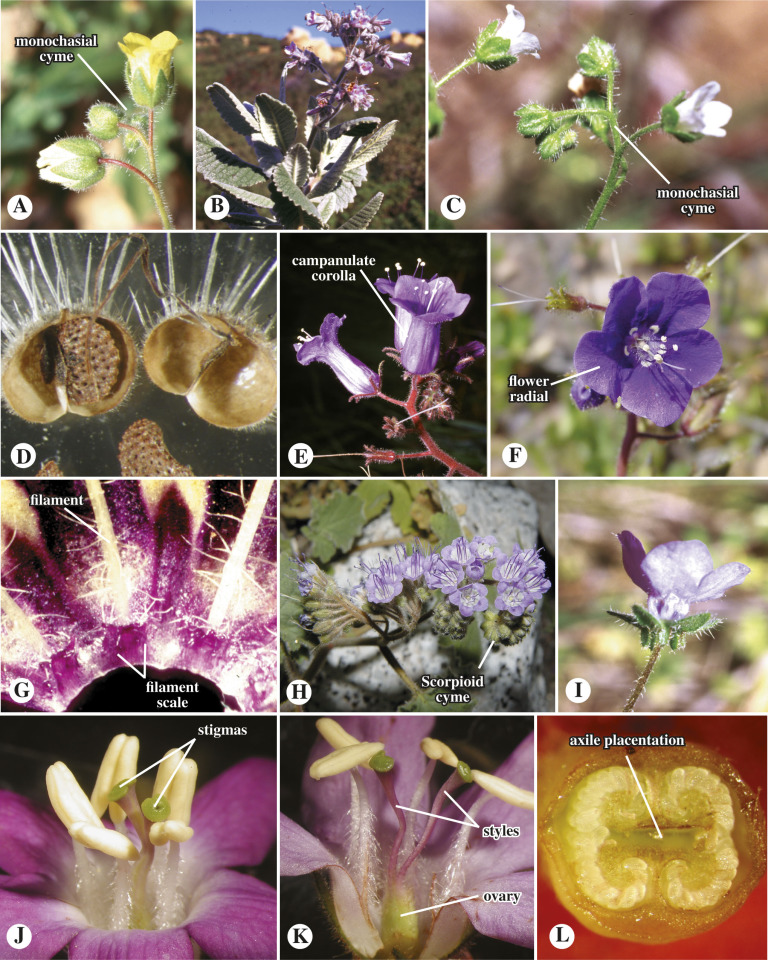 monochasial
cyme
A
B
C
monochasial
cyme
D
campanulate
corolla
E
flower
radial
F
filament
filament
scale
G
H
Scorpioid
cyme
I
stigmas
J
styles
ovary
K
axile placentation
L